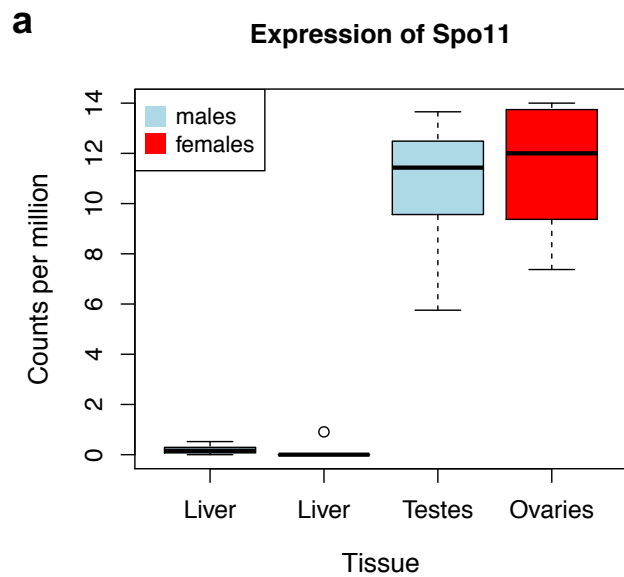 a
Expression of Spo11
males
females
Counts per million
14
12
10
8
6
4
2
0
Liver
Liver
Testes
Ovaries
Tissue